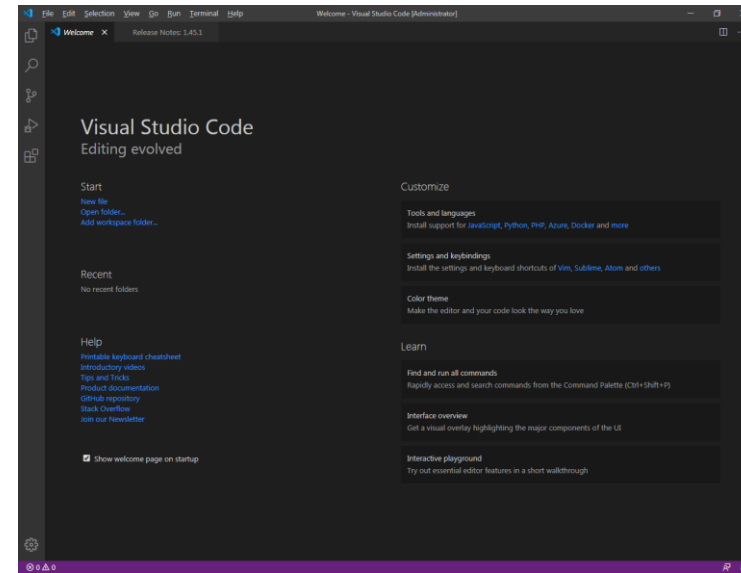 File Edit Selection View Go Run Terminal Help
Welcome - Visual Studio Code [Administrator]
Welcome
Release Notes: 1.45.1
Visual Studio Code
Editing evolved
Start
New file
Open folder...
Add workspace folder...
Recent
No recent folders
Help
Printable keyboard cheatsheet
Introductory videos
Tips and Tricks
Product documentation
GitHub repository
Stack Overflow
Join our Newsletter
Show welcome page on startup
Customize
Tools and languages
Install support for JavaScript, Python, PHP, Azure, Docker and more
Settings and keybindings
Install the settings and keyboard shortcuts of Vim, Sublime, Atom and others
Color theme
Make the editor and your code look the way you love
Learn
Find and run all commands
Rapidly access and search commands from the Command Palette (Ctrl+Shift+P)
Interface overview
Get a visual overlay highlighting the major components of the UI
Interactive playground
Try out essential editor features in a short walkthrough
0 0